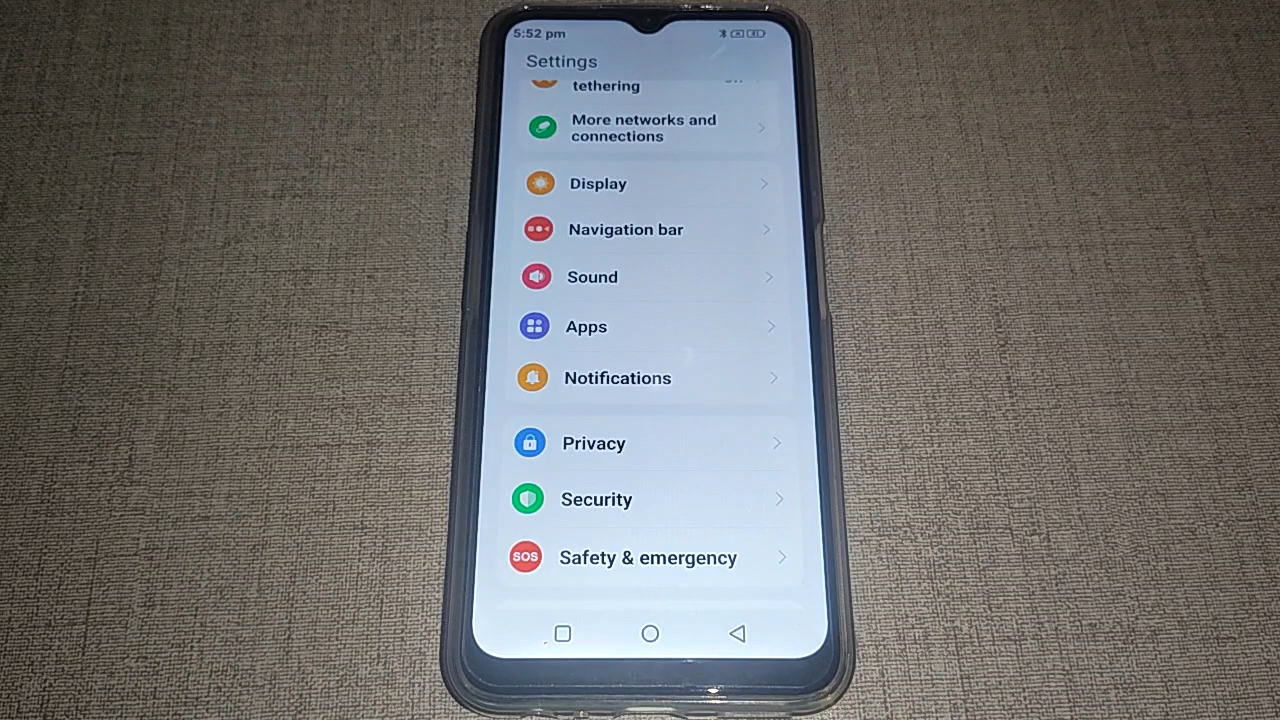 5:52 pm
Settings
tethering
More networks and
connections
Display
Navigation bar
Sound
Apps
Notifications
Privacy
Security
SOS
Safety & emergency